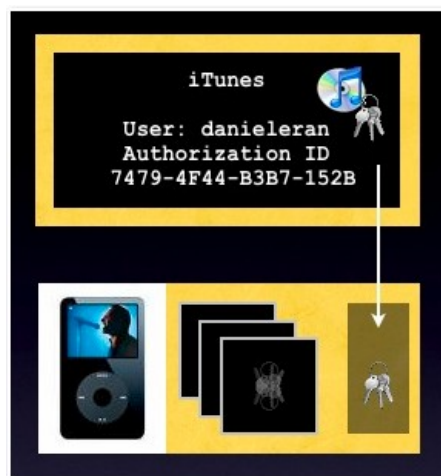 iTunes
User: danieleran
Authorization ID
7479-4F44-B3B7-152B